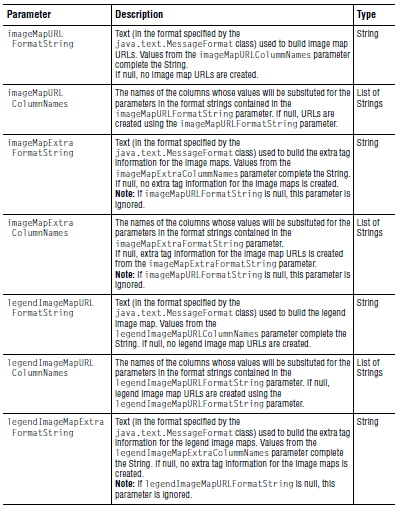 Parameter Description Type
imageMapURL Text (in the format specified by the String
FormatString java.text.MessageFormat class) used to build image map
URLs. Values from the imageMapURLColummNames parameter
complete the String.
If null, no image map URLs are created.
imageMapURL The names of the columns whose values will be subsituted for the List of
ColumnNames parameters in the format strings contained in the Strings
imageMapURLFormatString parameter. If null, URLs are
created using the imageMapURLFormatString parameter.
imageMapExtra Text (in the format specified by the String
FormatString java.text.MessageFormat class) used to build the extra tag
information for the image maps. Values from the
imageMapExtraColummNames parameter complete the String.
If null, no extra tag information for the image maps is created.
Note: If imageMapURLFormatString is null, this parameter is
ignored.
imageMapExtra The names of the columns whose values will be subsituted for the List of
ColumnNames parameters in the format strings contained in the Strings
imageMapExtraFormatString parameter.
If null, extra tag information for the image map URLs is created
from the imageMapExtraFormatString parameter.
Note: If imageMapURLFormatString is null, this parameter is
ignored.
legendImageMapURL Text (in the format specified by the String
FormatString java.text.MessageFormat class) used to build the legend
image map. Values from the
legendImageMapURLColumnNames parameter complete the
String. If null, no legend image map URLs are created.
legendImageMapURL The names of the columns whose values will be subsituted for the List of
ColumnNames parameters in the format strings contained in the Strings
legendImageMapURLFormatString parameter. If null,
legend image map URLs are created using the
legendImageMapURLFormatString parameter.
legendImageMapExtra Text (in the format specified by the String
FormatString java.text.MessageFormat class) used to build the extra tag
information for the legend image maps. Values from the
legendImageMapExtraColummNames parameter complete
the String. If null, no extra tag information for the image maps is
created.
Note: If legendImageMapURLFormatString is null, this
parameter is ignored.